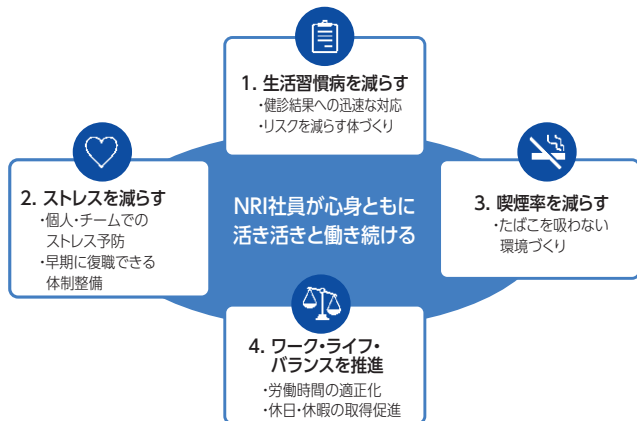 1. 生活習慣病を減らす
・健診結果への迅速な対応
・リスクを減らす体づくり
2. ストレスを減らす
・個人・チームでの
ストレス予防
・早期に復職できる
体制整備
NRI社員が心身ともに
活き活きと働き続ける
3. 喫煙率を減らす
・たばこを吸わない
環境づくり
4. ワーク・ライフ・
バランスを推進
・労働時間の適正化
・休日・休暇の取得促進